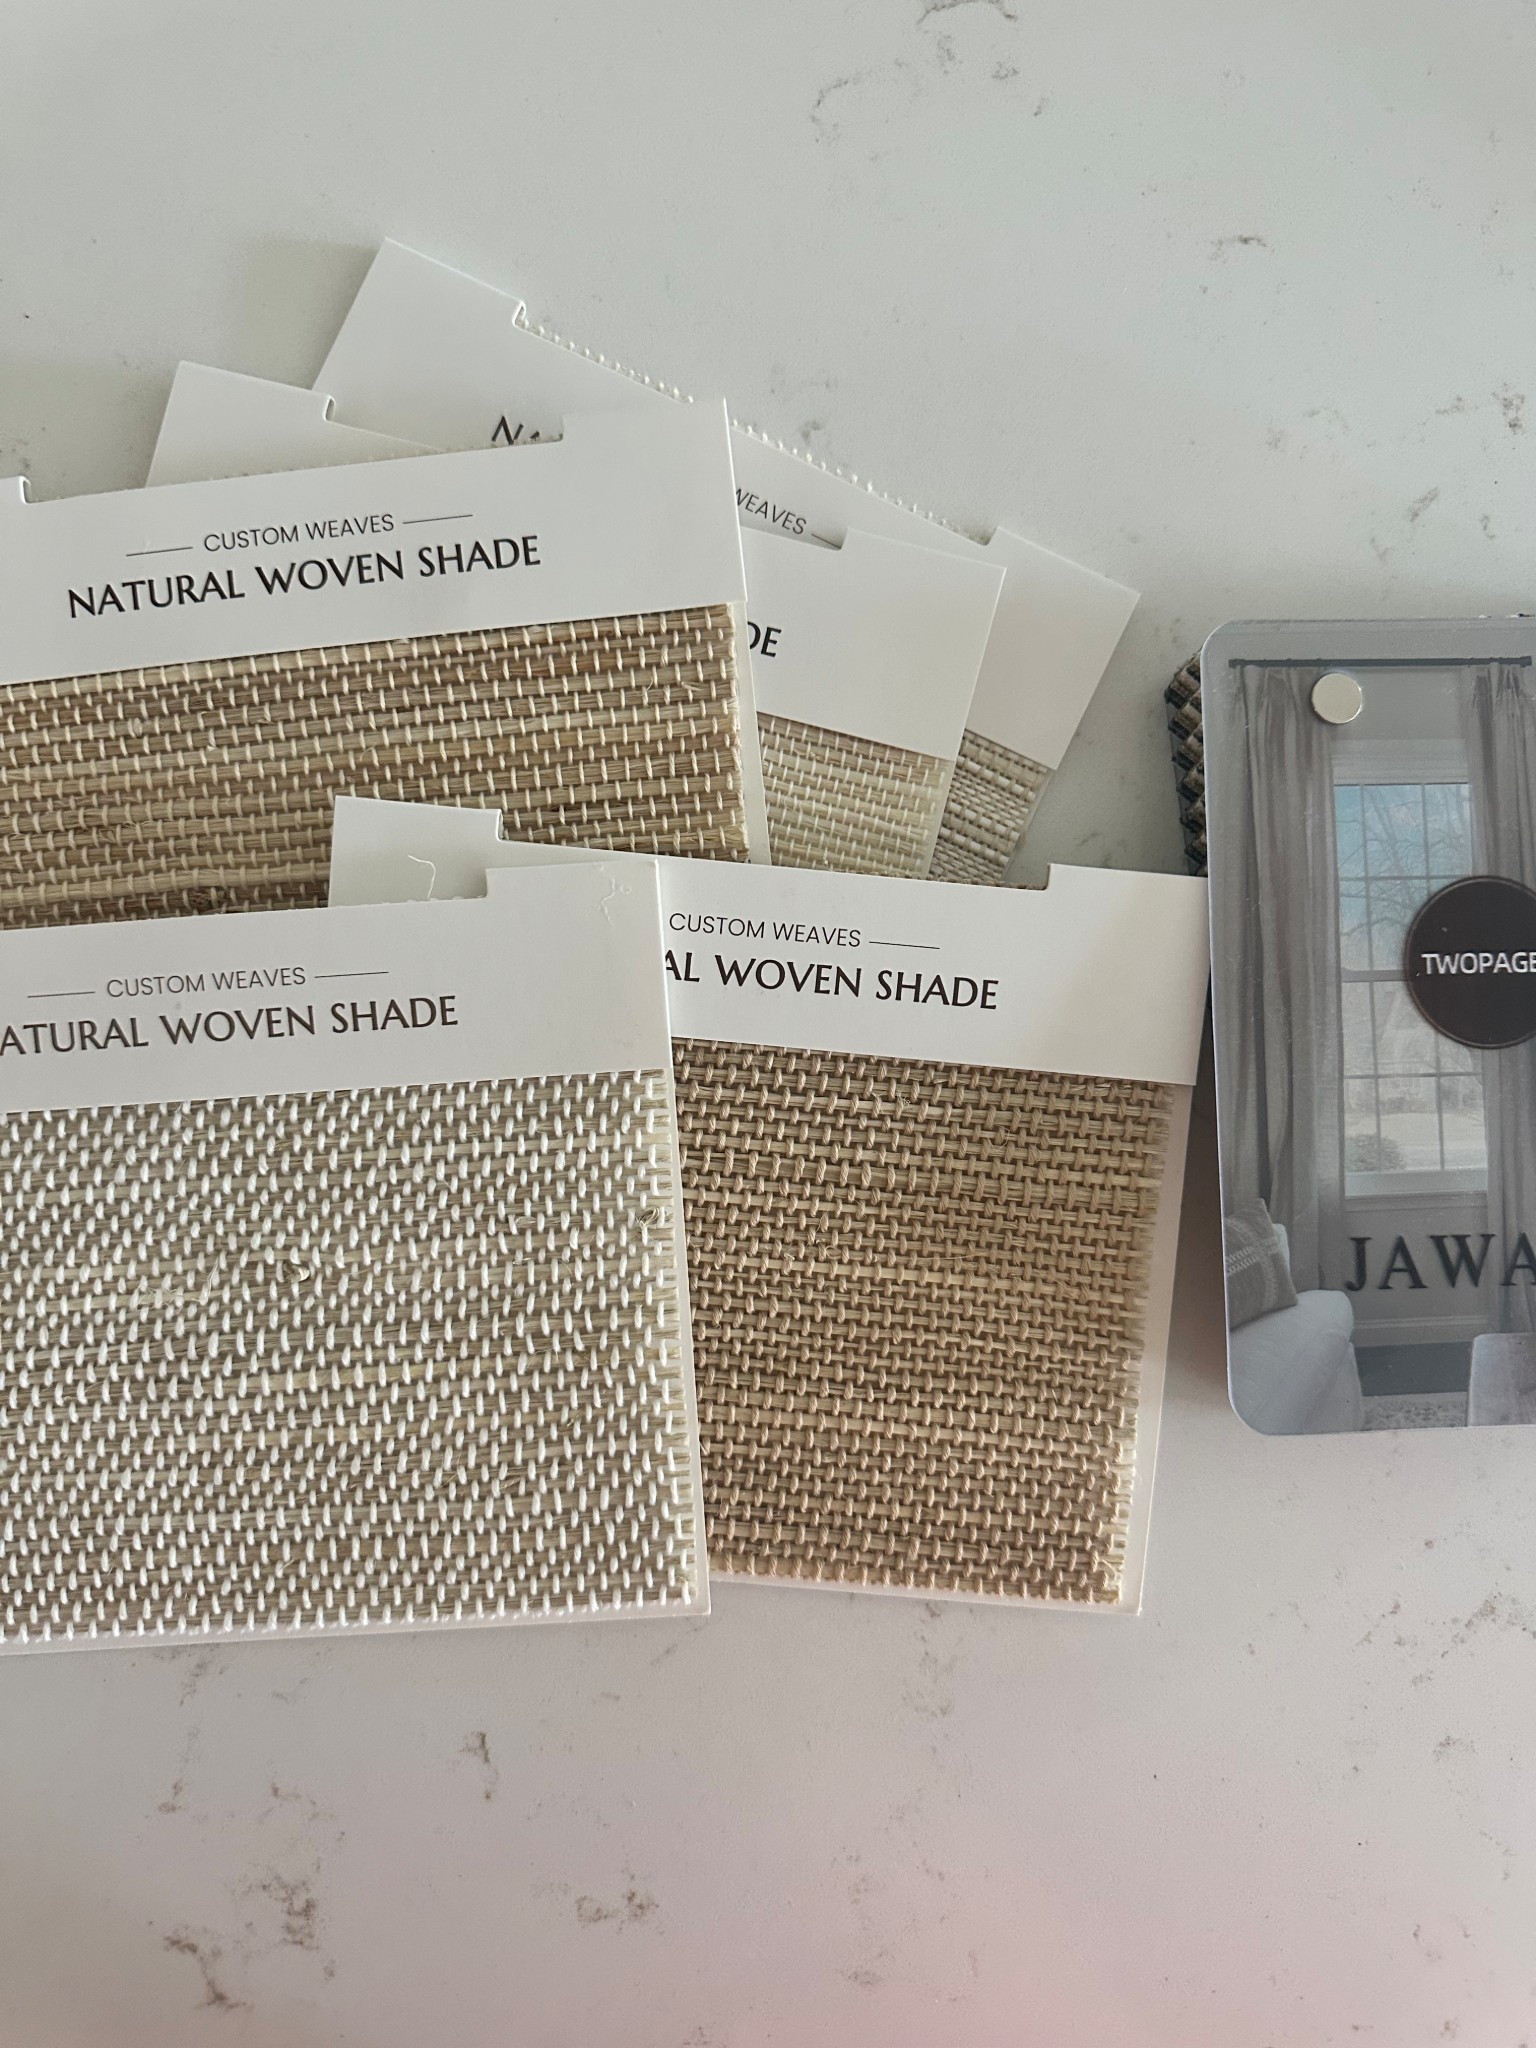 CUSTOM WEAVES
NATURAL WOVEN SHADE
WEAVES
DE
CUSTOM WEAVES
AL WOVEN SHADE
CUSTOM WEAVES
ATURAL WOVEN SHADE
TWOPAGE
JAWA